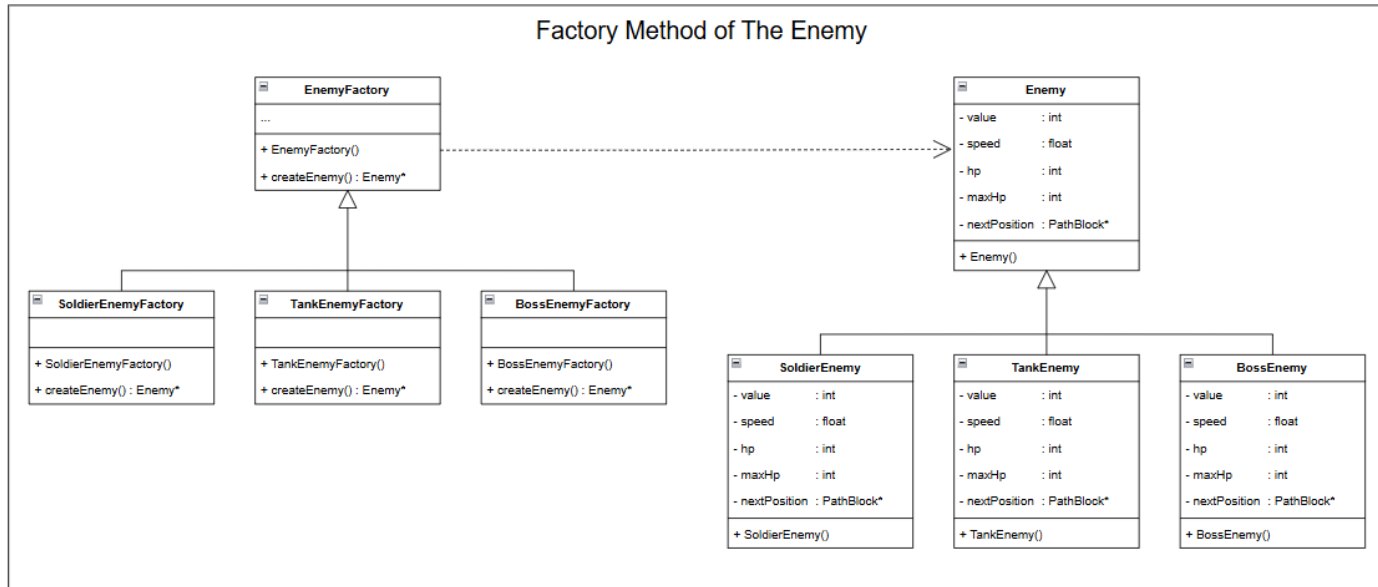 Factory Method of The Enemy
EnemyFactory
...
+ EnemyFactory()
+ createEnemy() : Enemy*
Enemy
- value : int
- speed : float
- hp : int
- maxHp : int
- nextPosition : PathBlock*
+ Enemy()
SoldierEnemyFactory
+ SoldierEnemyFactory()
+ createEnemy() : Enemy*
TankEnemyFactory
+ TankEnemyFactory()
+ createEnemy() : Enemy*
BossEnemyFactory
+ BossEnemyFactory()
+ createEnemy() : Enemy*
SoldierEnemy
- value : int
- speed : float
- hp : int
- maxHp : int
- nextPosition : PathBlock*
+ SoldierEnemy()
TankEnemy
- value : int
- speed : float
- hp : int
- maxHp : int
- nextPosition : PathBlock*
+ TankEnemy()
BossEnemy
- value : int
- speed : float
- hp : int
- maxHp : int
- nextPosition : PathBlock*
+ BossEnemy()